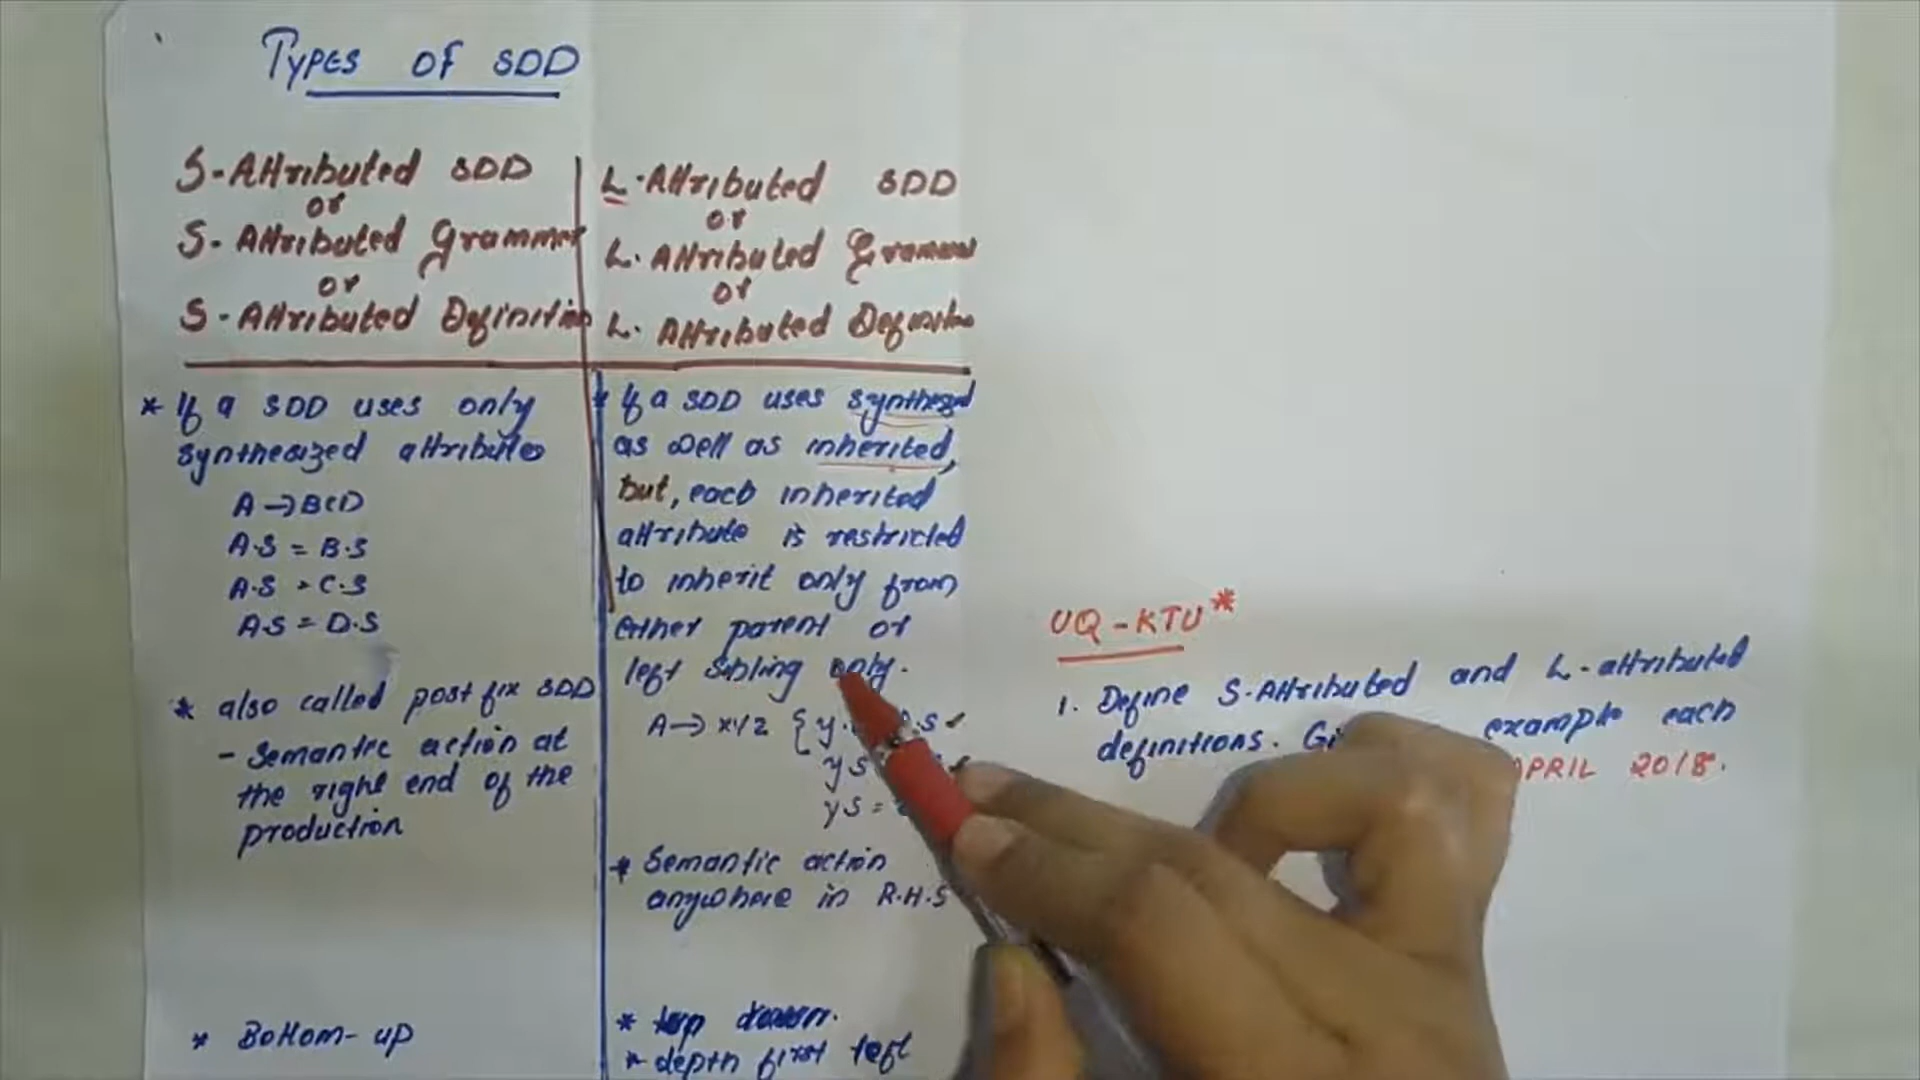 Types of SDD
S-Attributed SDD
or
S-Attributed Grammer
or
S-Attributed Definition
* If a SDD uses only
synthesized attributes
A → BCD
A.S = B.S
A.S = C.S
A.S = D.S
* also called post fix SDD
- Semantic action at
the right end of the
production
* Bottom-up
L-Attributed SDD
or
L-Attributed Grammar
or
L-Attributed Definition
* If a SDD uses synthesized
as well as inherited,
but, each inherited
attribute is restricted
to inherit only from
either parent or
left sibling only.
A → XYZ { Y. A.S ✓
Y S
Y S =
* Semantic action
anywhere in R.H.S
* top down.
* depth first left
UQ-KTU*
1. Define S-Attributed and L-attributed
definitions. example each
APRIL 2018.